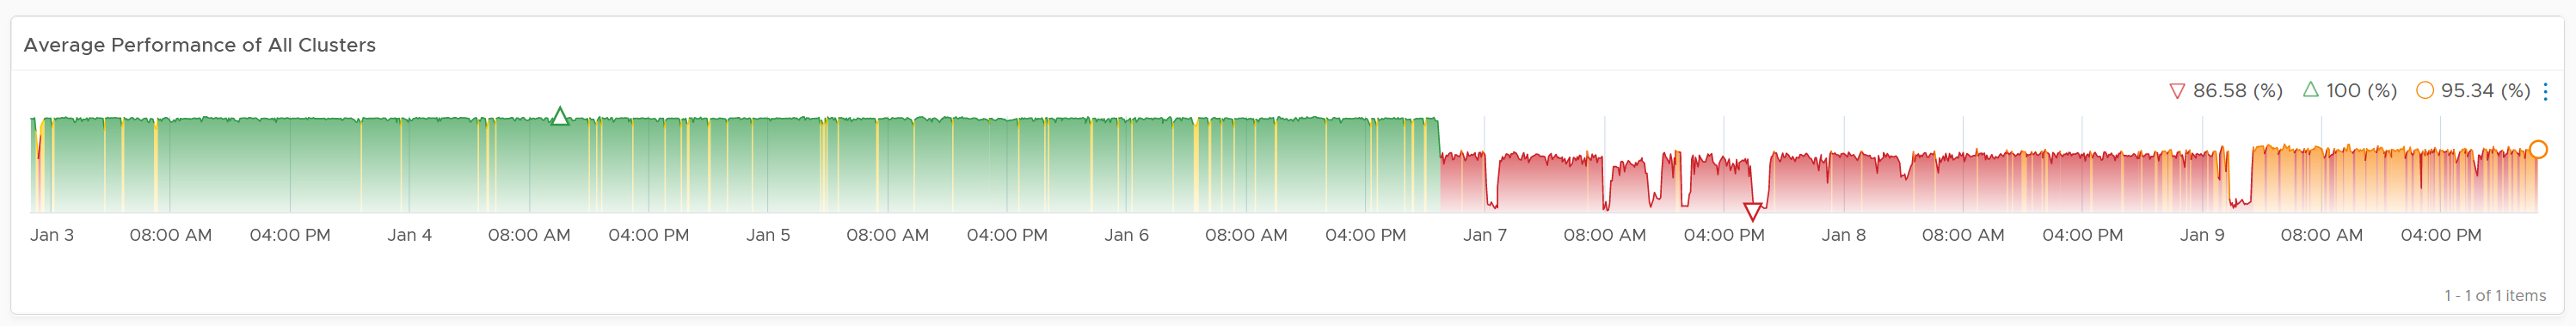 Average Performance of All Clusters
86.58 (%) 100 (%) 95.34 (%)
Jan 3 08:00 AM 04:00 PM Jan 4 08:00 AM 04:00 PM Jan 5 08:00 AM 04:00 PM Jan 6 08:00 AM 04:00 PM Jan 7 08:00 AM 04:00 PM Jan 8 08:00 AM 04:00 PM Jan 9 08:00 AM 04:00 PM
1 - 1 of 1 items